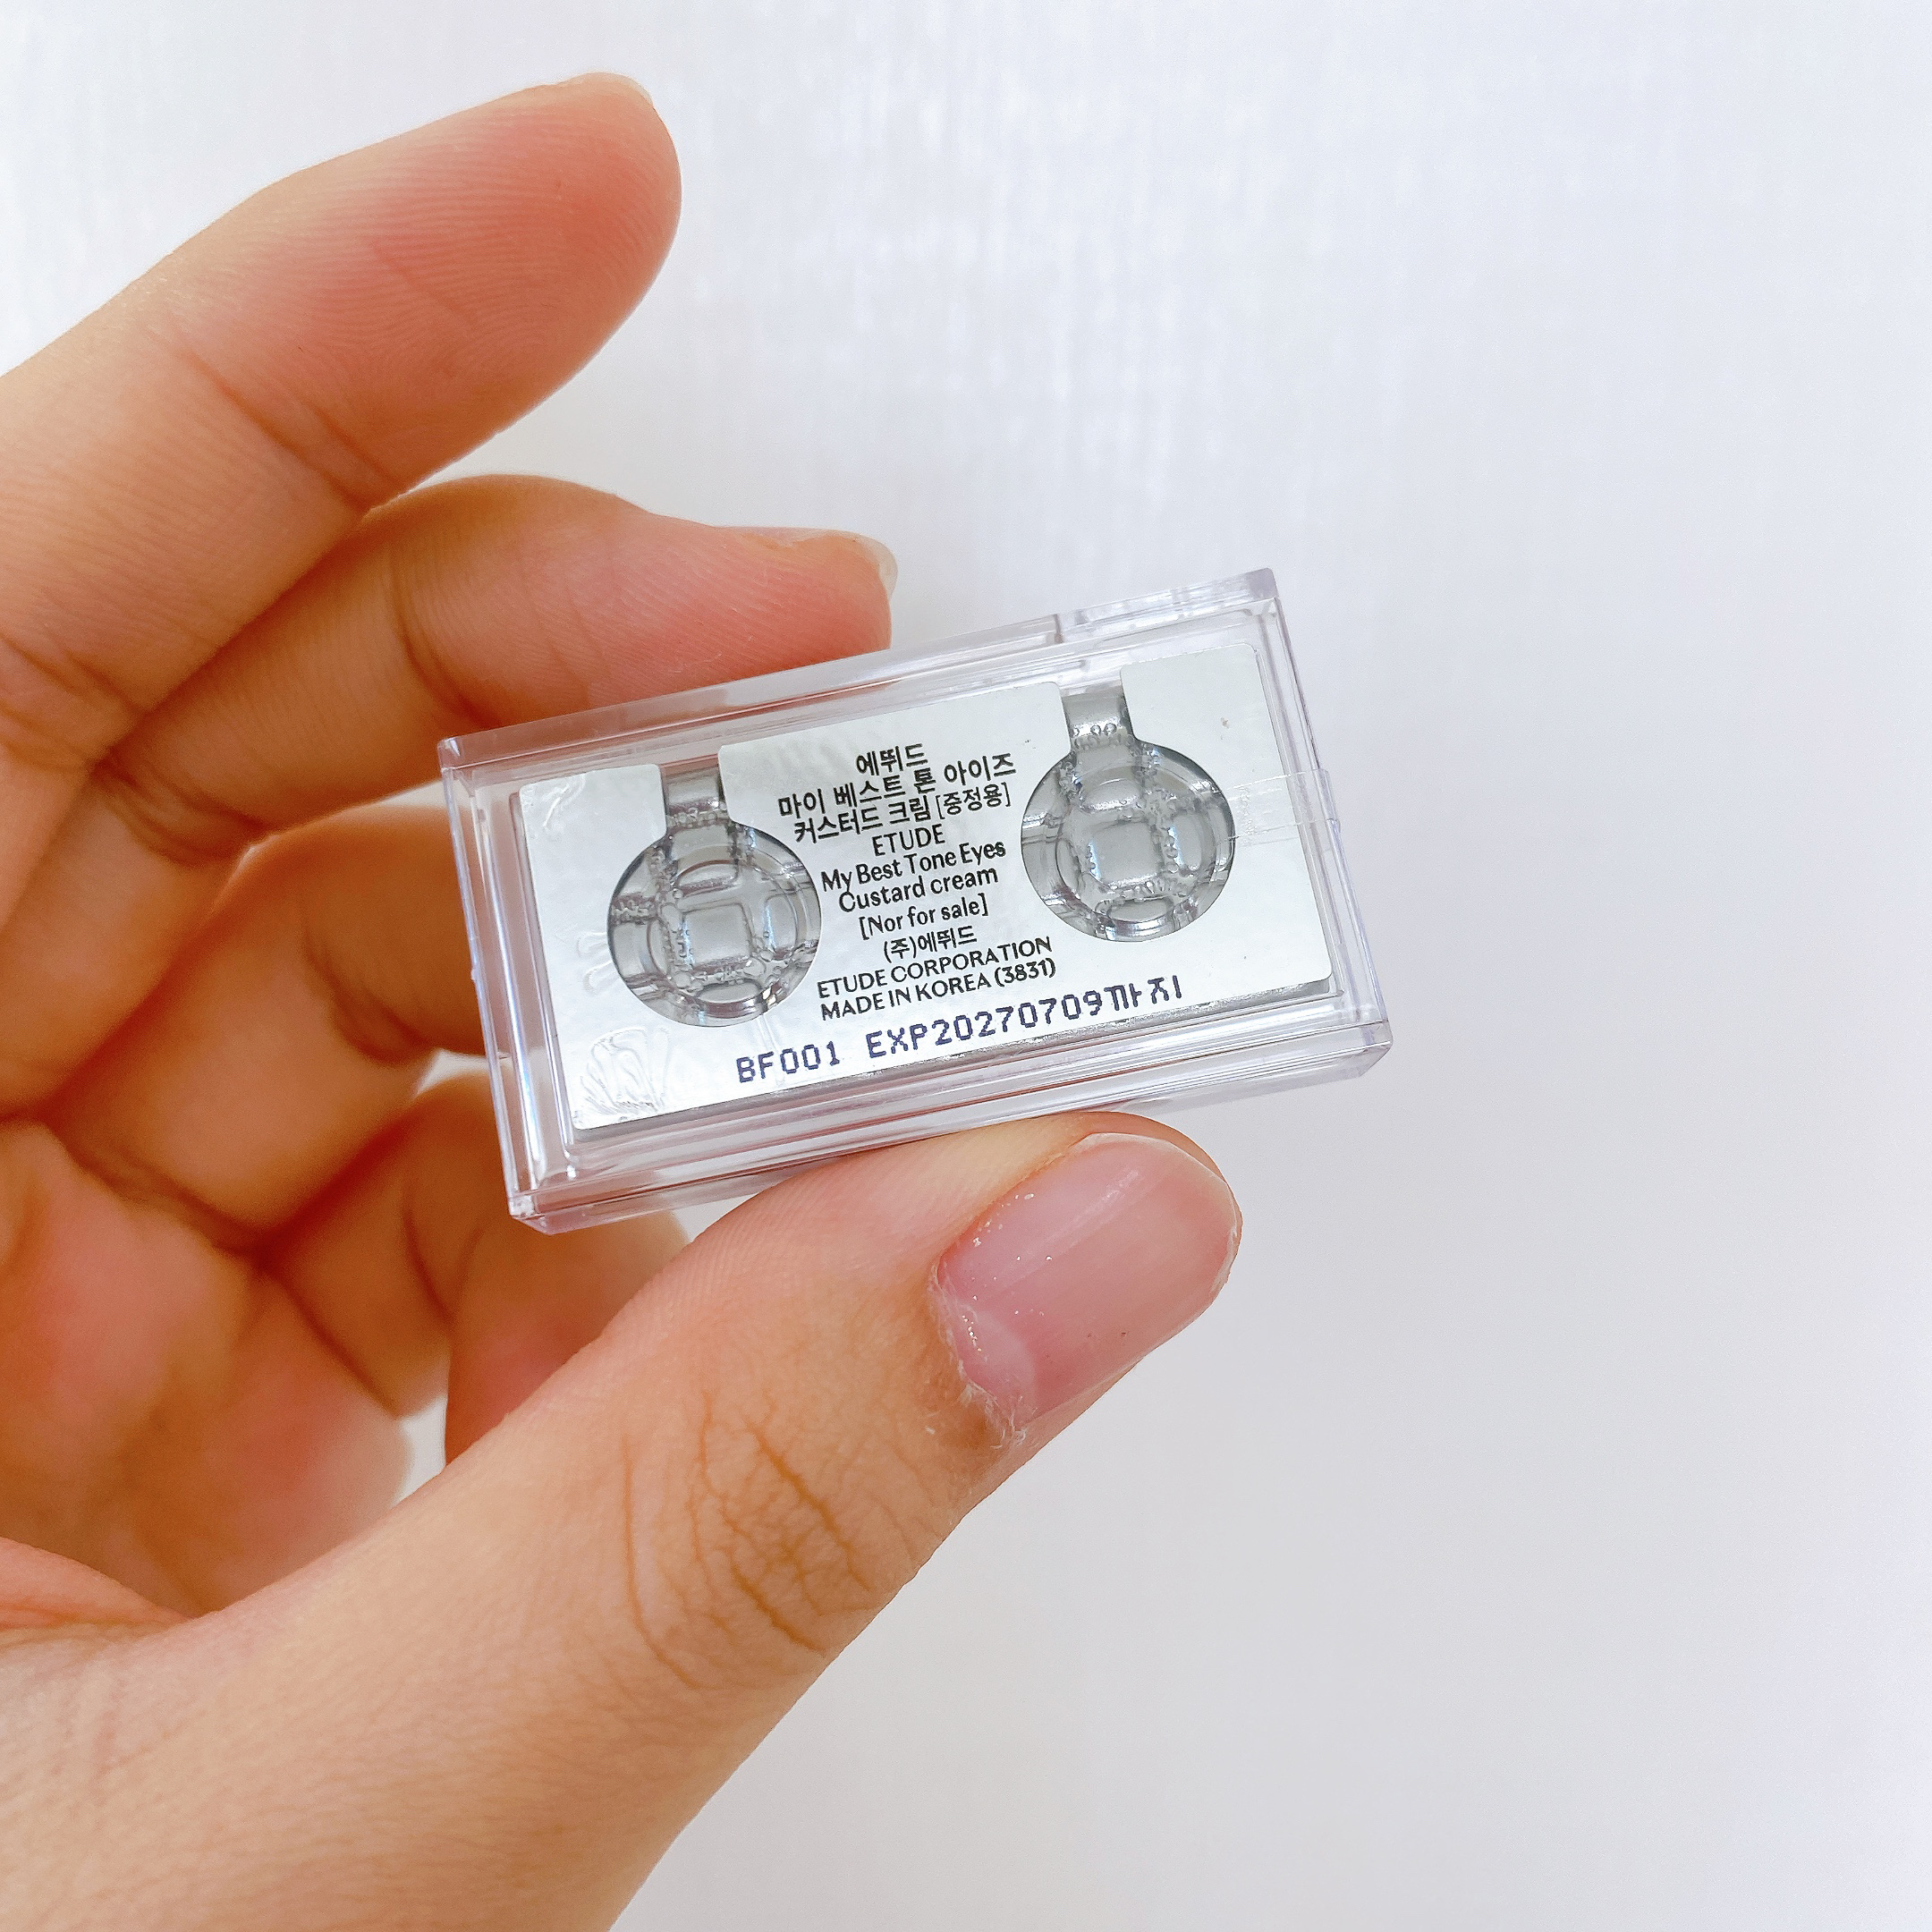 에뛰드
마이 베스트 톤 아이즈
커스터드 크림 [증정용]
ETUDE
My Best Tone Eyes
Custard cream
[Nor for sale]
(주)에뛰드
ETUDE CORPORATION
MADE IN KOREA (3831)
BF001 EXP20270709까지